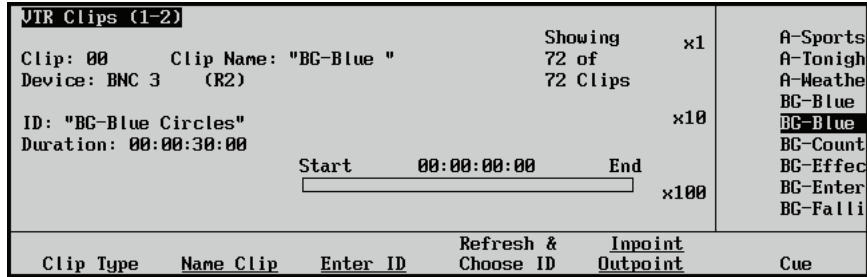 VTR Clips (1-2)
Showing x1
Clip: 00 Clip Name: "BG-Blue " 72 of
Device: BNC 3 (R2) 72 Clips
ID: "BG-Blue Circles" x10
Duration: 00:00:30:00
Start 00:00:00:00 End
x100
A-Sports
A-Tonigh
A-Weathe
BG-Blue
BG-Blue
BG-Count
BG-Effec
BG-Enter
BG-Falli
Clip Type Name Clip Enter ID Refresh & Choose ID Inpoint Outpoint Cue